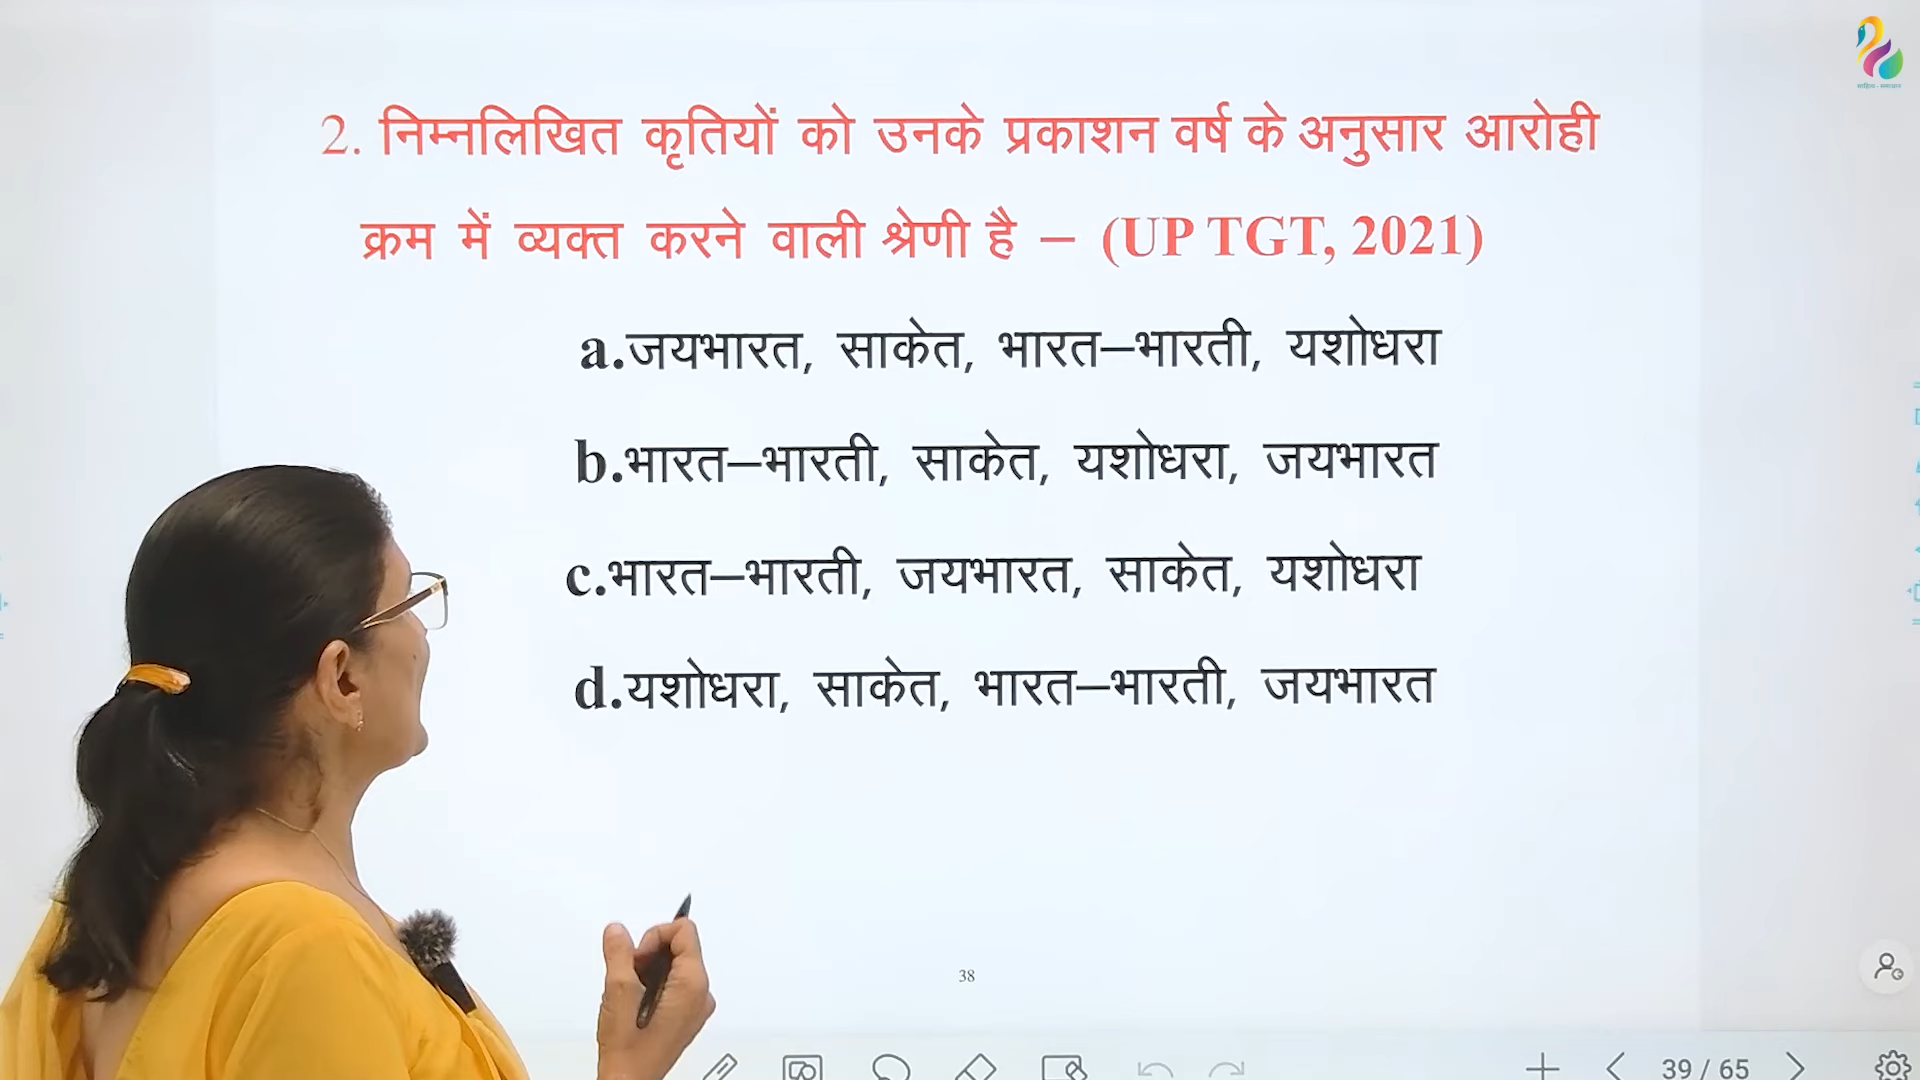 2. निम्नलिखित कृतियों को उनके प्रकाशन वर्ष के अनुसार आरोही
क्रम में व्यक्त करने वाली श्रेणी है – (UP TGT, 2021)
a.जयभारत, साकेत, भारत–भारती, यशोधरा
b.भारत–भारती, साकेत, यशोधरा, जयभारत
c.भारत–भारती, जयभारत, साकेत, यशोधरा
d.यशोधरा, साकेत, भारत–भारती, जयभारत
38
39 / 65